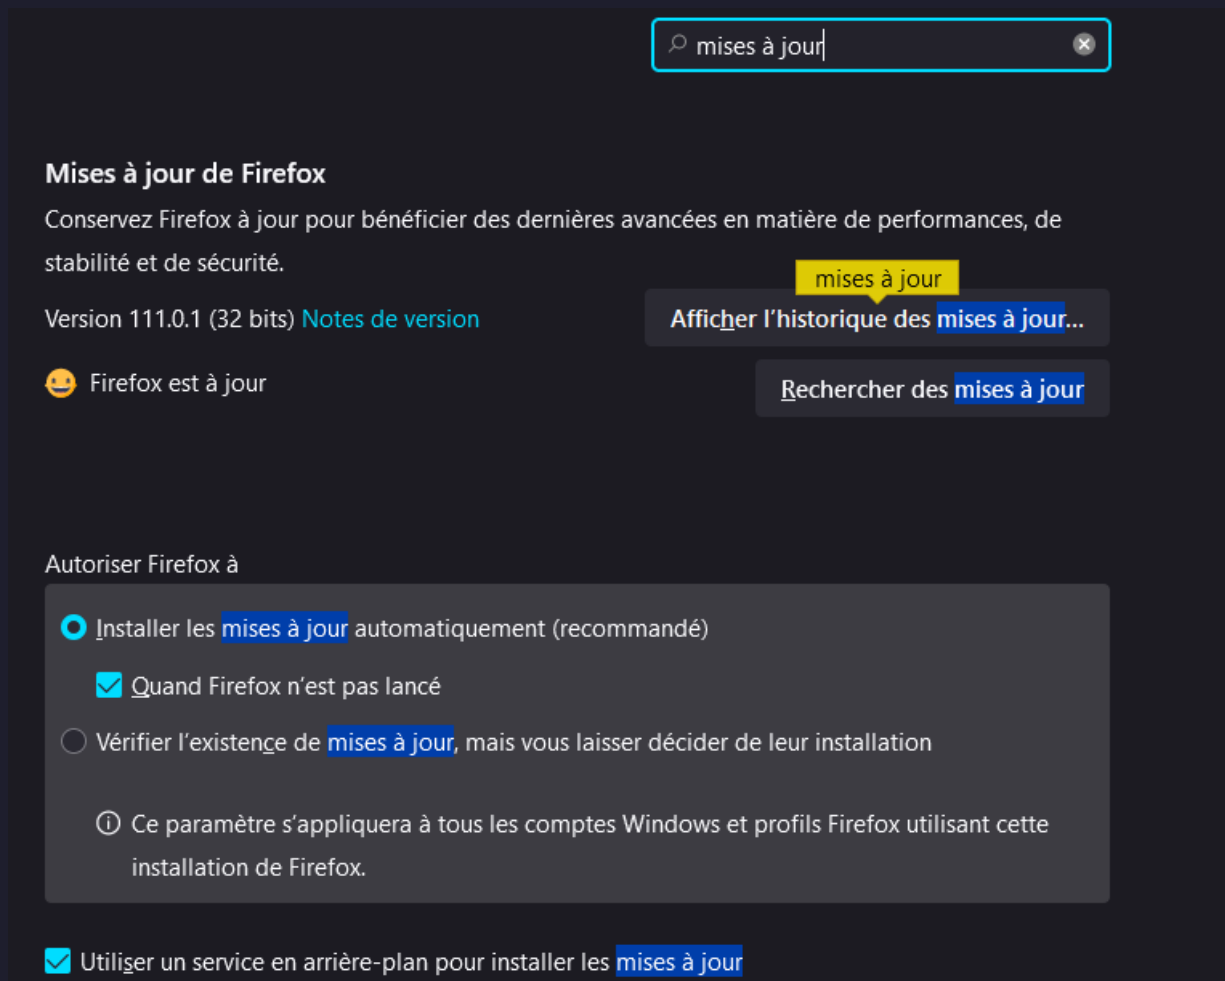 mises à jour
Mises à jour de Firefox
Conservez Firefox à jour pour bénéficier des dernières avancées en matière de performances, de
stabilité et de sécurité.
mises à jour
Version 111.0.1 (32 bits) Notes de version
Afficher l’historique des mises à jour…
Firefox est à jour
Rechercher des mises à jour
Autoriser Firefox à
Installer les mises à jour automatiquement (recommandé)
Quand Firefox n’est pas lancé
Vérifier l’existence de mises à jour, mais vous laisser décider de leur installation
Ce paramètre s’appliquera à tous les comptes Windows et profils Firefox utilisant cette
installation de Firefox.
Utiliser un service en arrière-plan pour installer les mises à jour